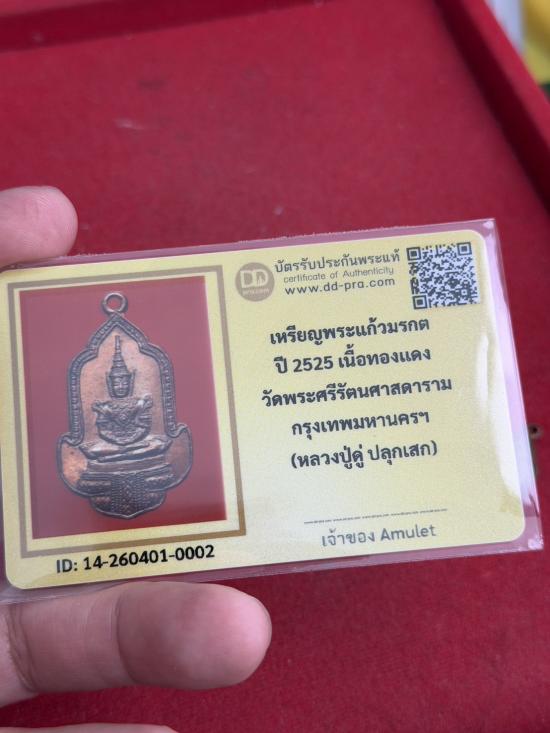 DD
pra.com
บัตรรับประกันพระแท้
certificate of Authenticity
www.dd-pra.com
เหรียญพระแก้วมรกต
ปี 2525 เนื้อทองแดง
วัดพระศรีรัตนศาสดาราม
กรุงเทพมหานครฯ
(หลวงปู่ดู่ ปลุกเสก)
เจ้าของ Amulet
ID: 14-260401-0002